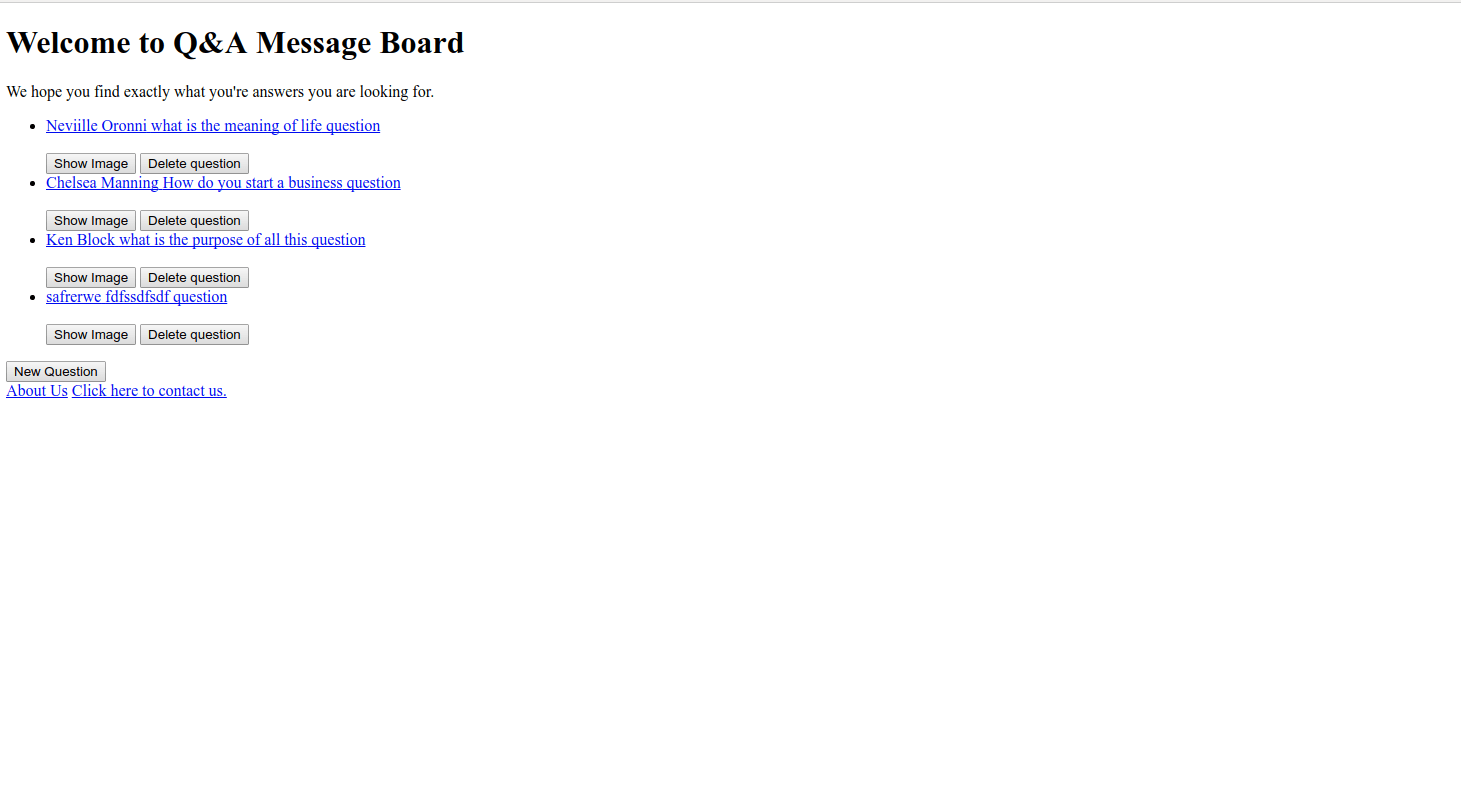 Welcome to Q&A Message Board
We hope you find exactly what you're answers you are looking for.
Neviille Oronni what is the meaning of life question
Show Image Delete question
Chelsea Manning How do you start a business question
Show Image Delete question
Ken Block what is the purpose of all this question
Show Image Delete question
safrerwe fdfssdfsdf question
Show Image Delete question
New Question
About Us Click here to contact us.